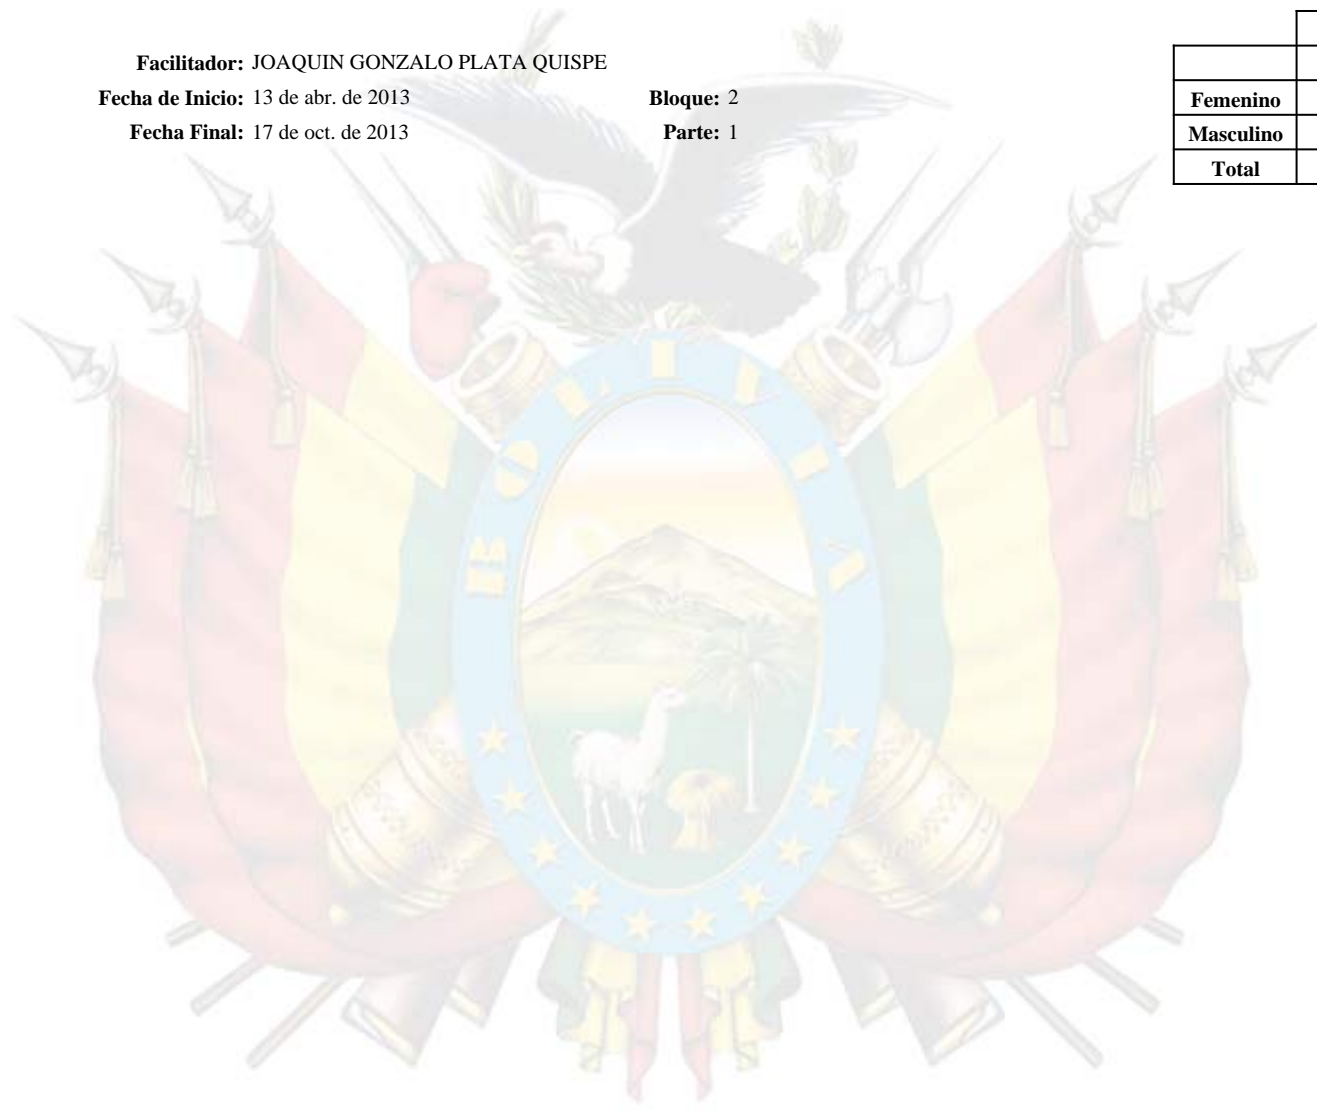 Facilitador: JOAQUIN GONZALO PLATA QUISPE
Fecha de Inicio: 13 de abr. de 2013 Bloque: 2
Fecha Final: 17 de oct. de 2013 Parte: 1
Femenino
Masculino
Total
BOLIVIA